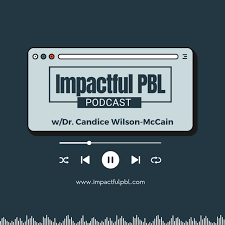 Impactful PBL
PODCAST
w/Dr. Candice Wilson-McCain
www.impactfulpbl.com